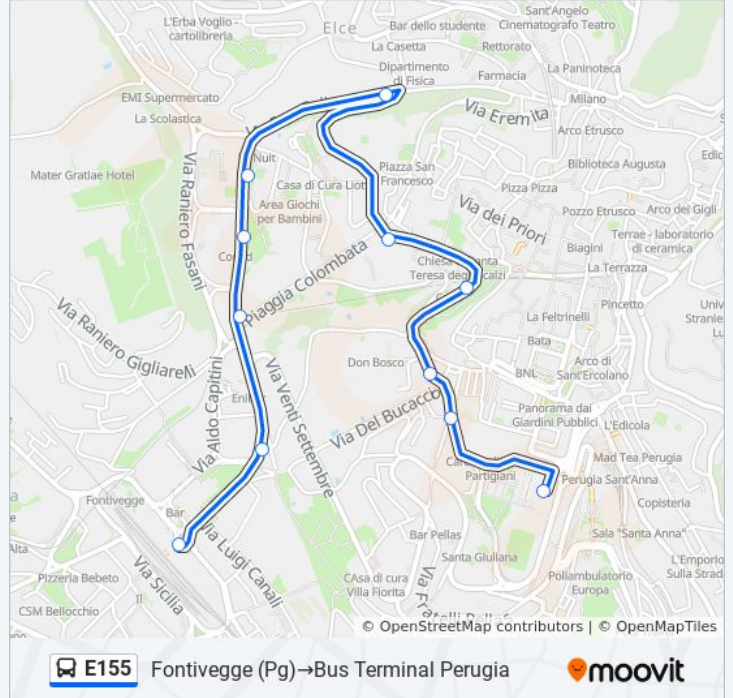 Sant'Angelo
L'Erba Voglio -
cartolibreria
Elce
Bar dello studente
Cinematografo Teatro
La Casetta
Rettorato
Dipartimento
di Fisica
La Paninoteca
Farmacia
EMI Supermercato
Milano
La Scolastica
Via Eremita
Arco Etrusco
Nuit
Piazza San
Francesco
Biblioteca Augusta
Mater Gratiae Hotel
Casa di Cura Liot
Pizza Pizza
Area Giochi
per Bambini
Via dei Priori
Pozzo Etrusco
Arco dei Gigli
Via Raniero Fasani
Terrae - laboratorio
di ceramica
Biagini
Chiesa
Teresa deg
Piaggia Colombata
La Terrazza
Pincetto
Via Raniero Gigliarelli
La Feltrinelli
Univ
Stranie
Lu
Bata
Don Bosco
BNL
Arco di
Sant'Ercolano
Via Aldo Capitini
Via Venti Settembre
Panorama dai
Giardini Pubblici
L'Edicola
Via Del Bucaccio
Mad Tea Perugia
Partigiani
Perugia Sant'Anna
Fontivegge
Bar
Copisteria
Bar Pellas
Sala "Santa Anna"
Via Luigi Canali
Santa Giuliana
Alta
Via Sicilia
L'Emporio
Sulla Strad
Pizzeria Bebeto
CAsa di cura
Villa Fiorita
Poliambulatorio
Europa
Il
CSM Bellocchio
© OpenStreetMap contributors | © OpenMapTiles
E155 Fontivegge (Pg)→Bus Terminal Perugia moovit